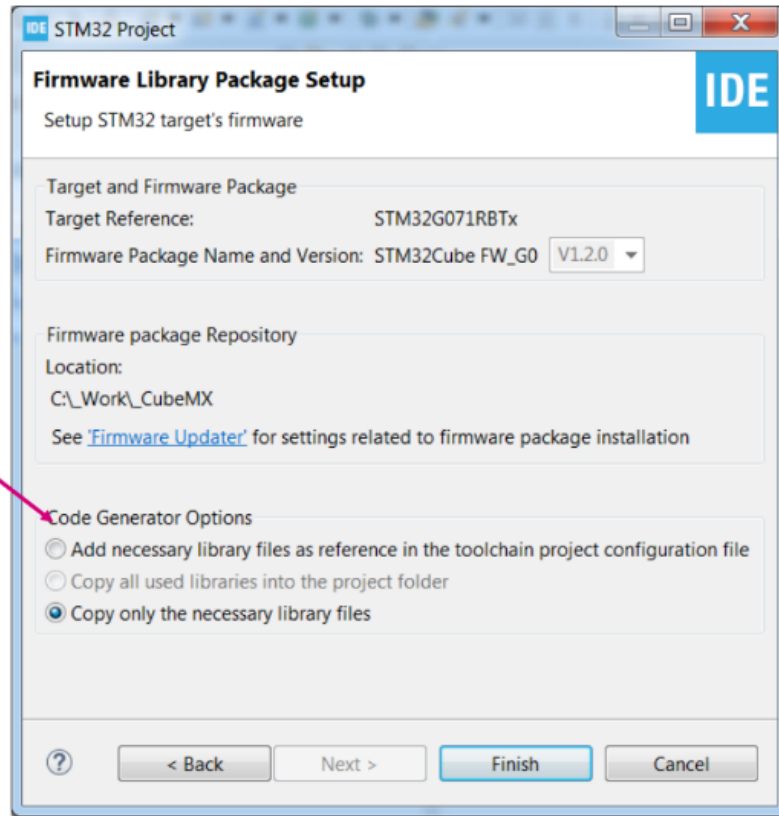 IDE STM32 Project
Firmware Library Package Setup
IDE
Setup STM32 target's firmware
Target and Firmware Package
Target Reference: STM32G071RBTx
Firmware Package Name and Version: STM32Cube FW_G0 V1.2.0
Firmware package Repository
Location:
C:\_Work\_CubeMX
See 'Firmware Updater' for settings related to firmware package installation
Code Generator Options
Add necessary library files as reference in the toolchain project configuration file
Copy all used libraries into the project folder
Copy only the necessary library files
? < Back Next > Finish Cancel